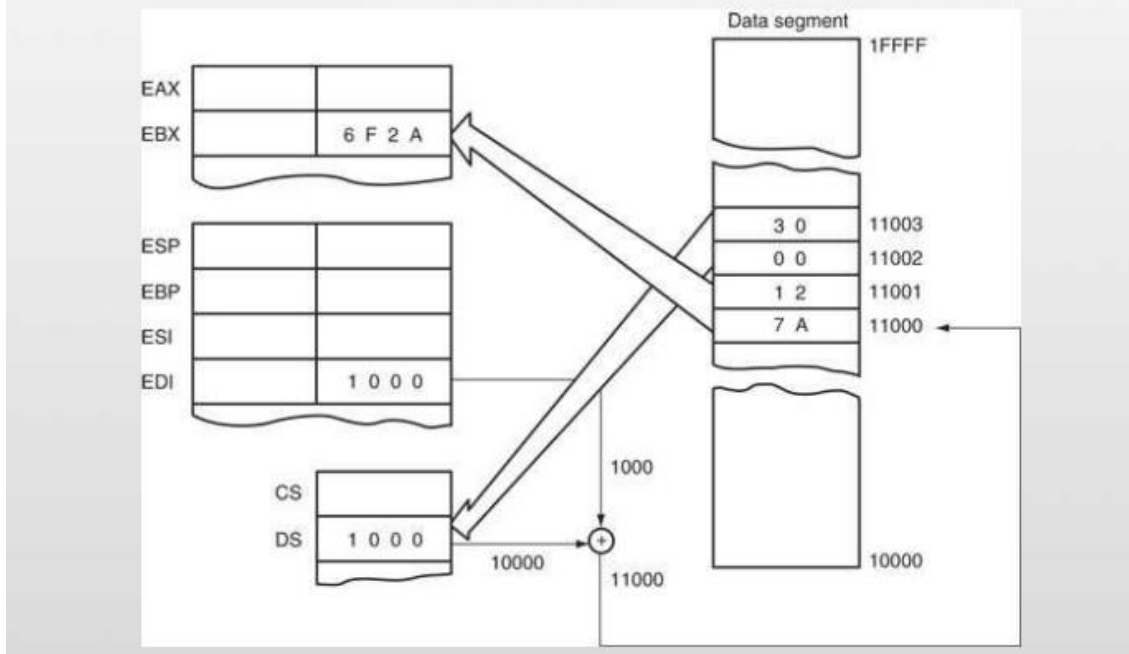 Data segment
1FFFF
EAX
EBX 6 F 2 A
3 0 11003
ESP
0 0 11002
EBP
1 2 11001
ESI
7 A 11000
EDI 1 0 0 0
1000
CS
DS 1 0 0 0
+
10000
10000
11000